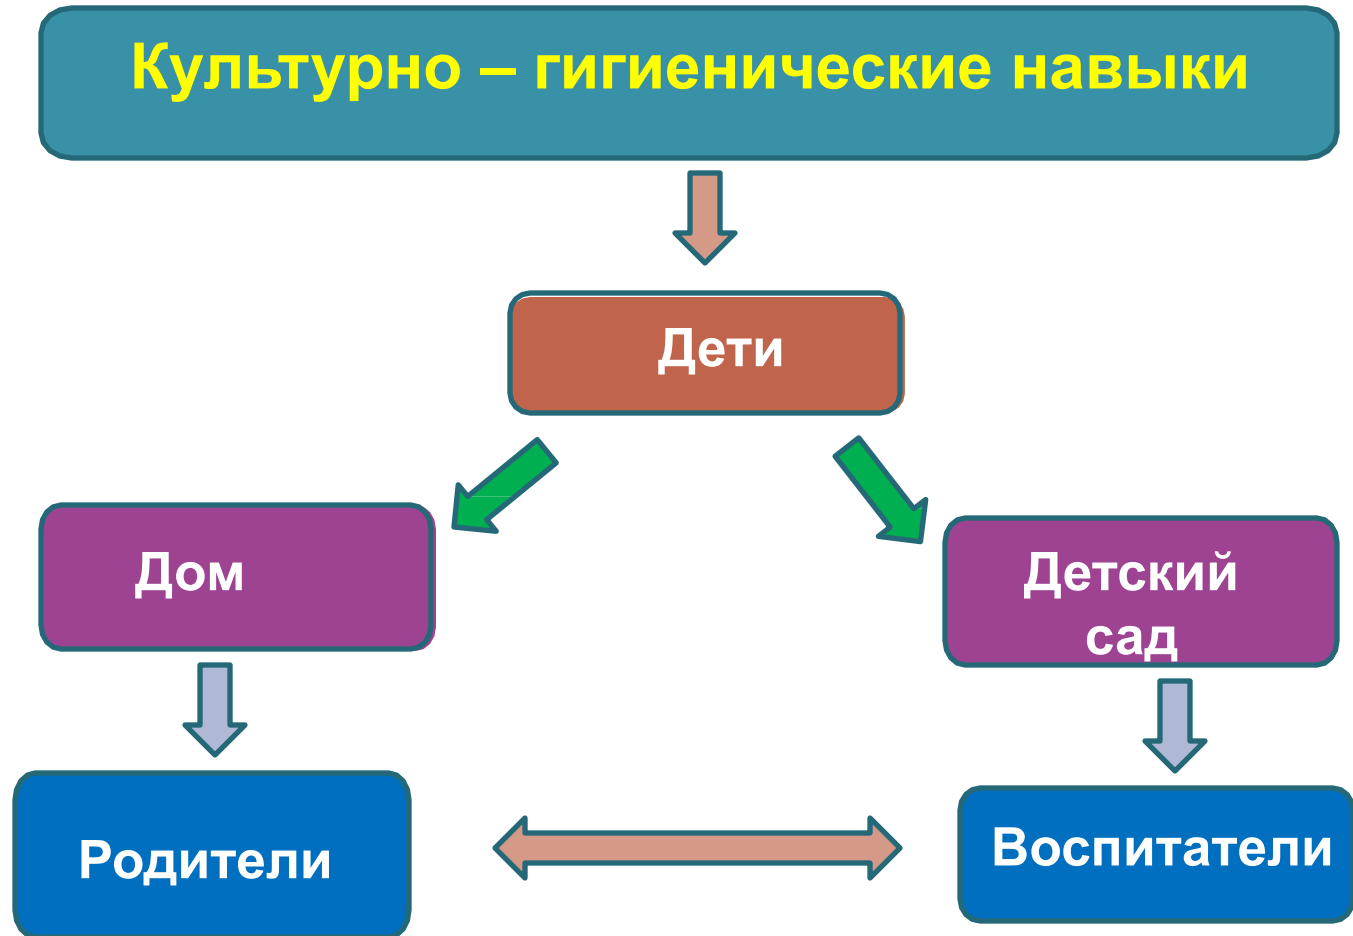 Культурно – гигиенические навыки
Дети
Дом
Детский
сад
Родители
Воспитатели